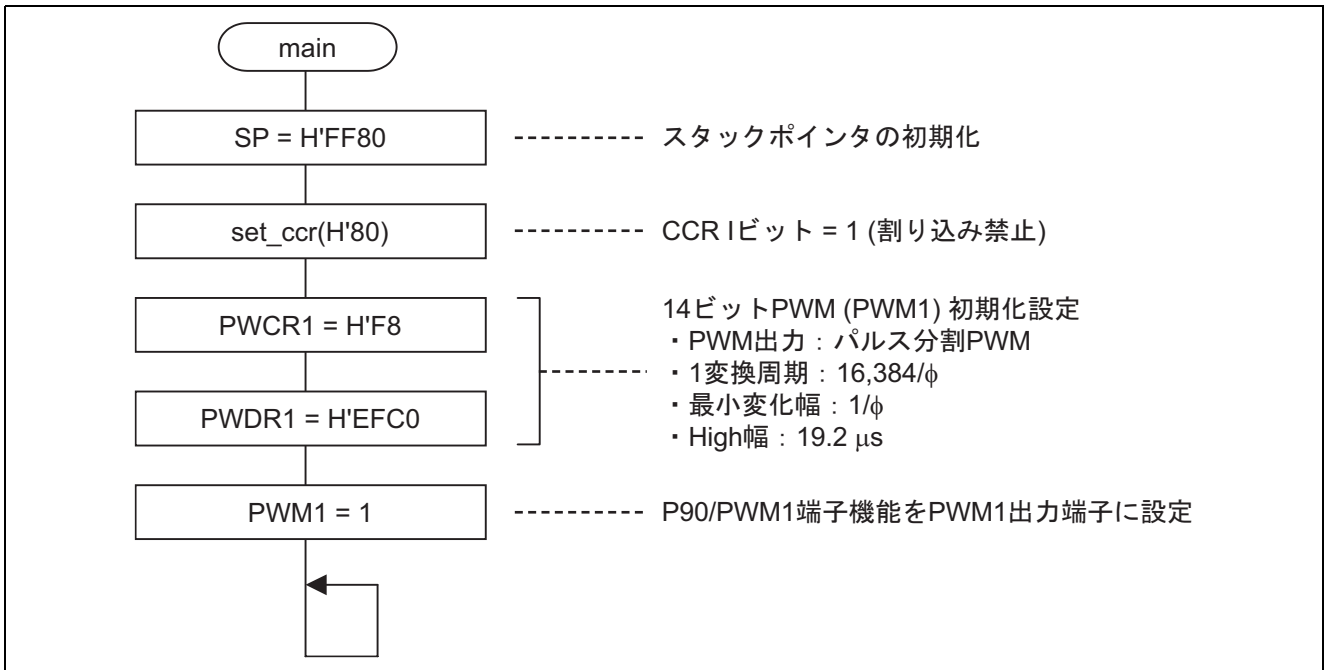 main
SP = H'FF80
スタックポインタの初期化
set_ccr(H'80)
CCR Iビット = 1 (割り込み禁止)
PWCR1 = H'F8
PWDR1 = H'EFC0
14ビットPWM (PWM1) 初期化設定
・PWM出力：パルス分割PWM
・1変換周期：16,384/ϕ
・最小変化幅：1/ϕ
・High幅：19.2 μs
PWM1 = 1
P90/PWM1端子機能をPWM1出力端子に設定